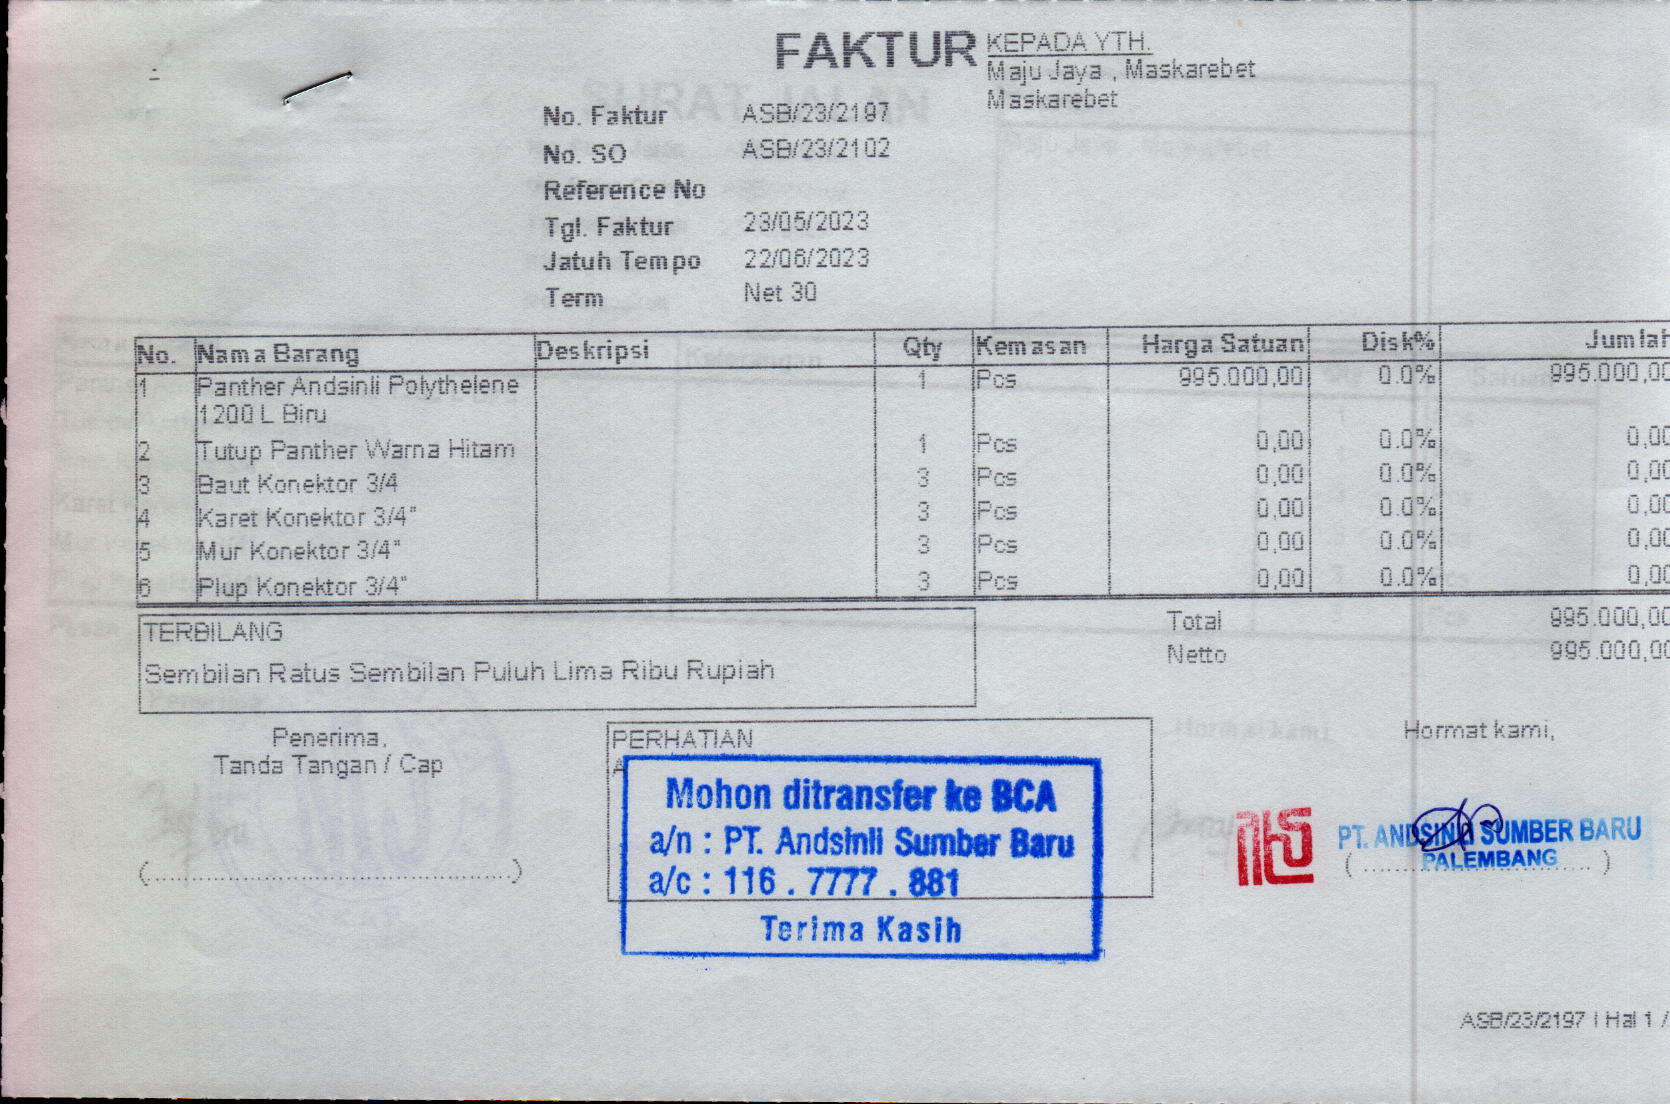 FAKTUR
KEPADA YTH.
Maju Jaya , Maskarebet
Maskarebet
No. Faktur ASB/23/2197
No. SO ASB/23/2102
Reference No
Tgl. Faktur 23/05/2023
Jatuh Tempo 22/06/2023
Term Net 30
No. Nama Barang Deskripsi Qty Kemasan Harga Satuan Disk% Jumlah
1 Panther Andsinli Polythelene 1 Pcs 995.000,00 0.0% 995.000,00
1200 L Biru
2 Tutup Panther Warna Hitam 1 Pcs 0,00 0.0% 0,00
3 Baut Konektor 3/4 3 Pcs 0,00 0.0% 0,00
4 Karet Konektor 3/4" 3 Pcs 0,00 0.0% 0,00
5 Mur Konektor 3/4" 3 Pcs 0,00 0.0% 0,00
6 Plup Konektor 3/4" 3 Pcs 0,00 0.0% 0,00
TERBILANG
Sembilan Ratus Sembilan Puluh Lima Ribu Rupiah
Total 995.000,00
Netto 995.000,00
Penerima,
Tanda Tangan / Cap
(....................................................)
PERHATIAN
Mohon ditransfer ke BCA
a/n : PT. Andsinli Sumber Baru
a/c : 116 . 7777 . 881
Terima Kasih
Hormat kami,
PT. ANDSINLI SUMBER BARU
PALEMBANG
(....................................)
ASB/23/2197 | Hal 1 /